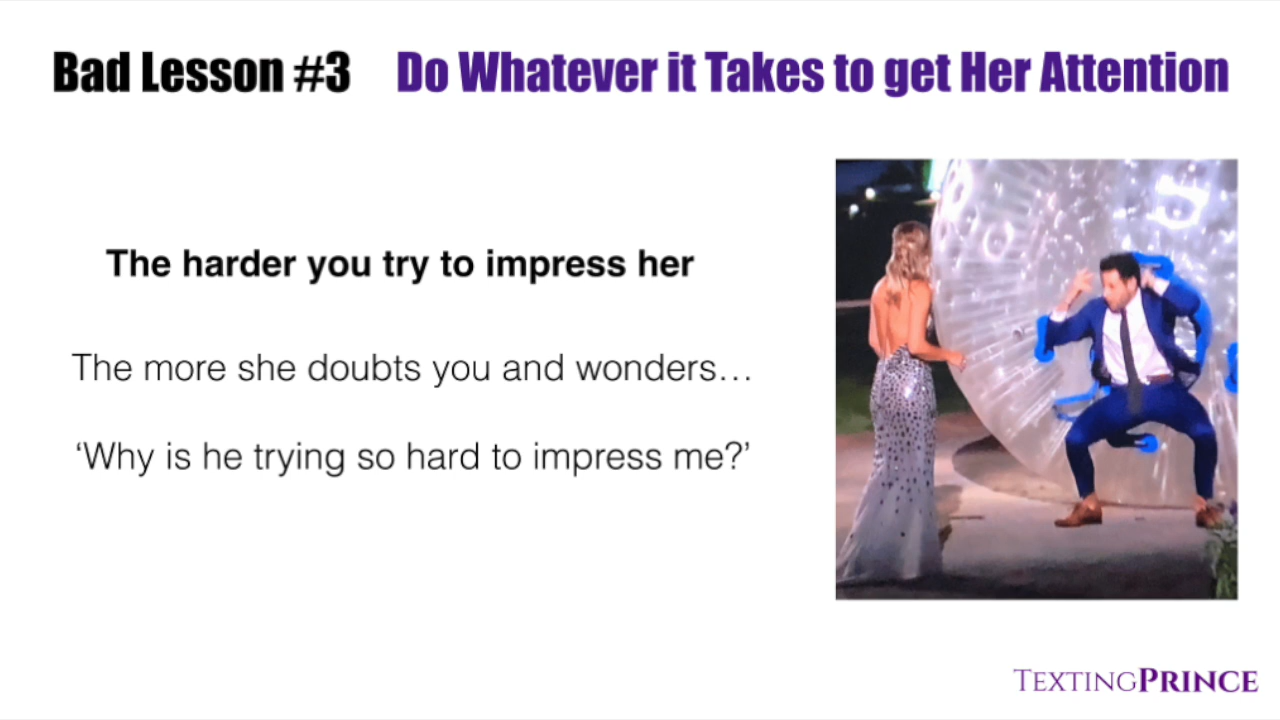 Bad Lesson #3 Do Whatever it Takes to get Her Attention
The harder you try to impress her
The more she doubts you and wonders…
‘Why is he trying so hard to impress me?’
TEXTINGPRINCE